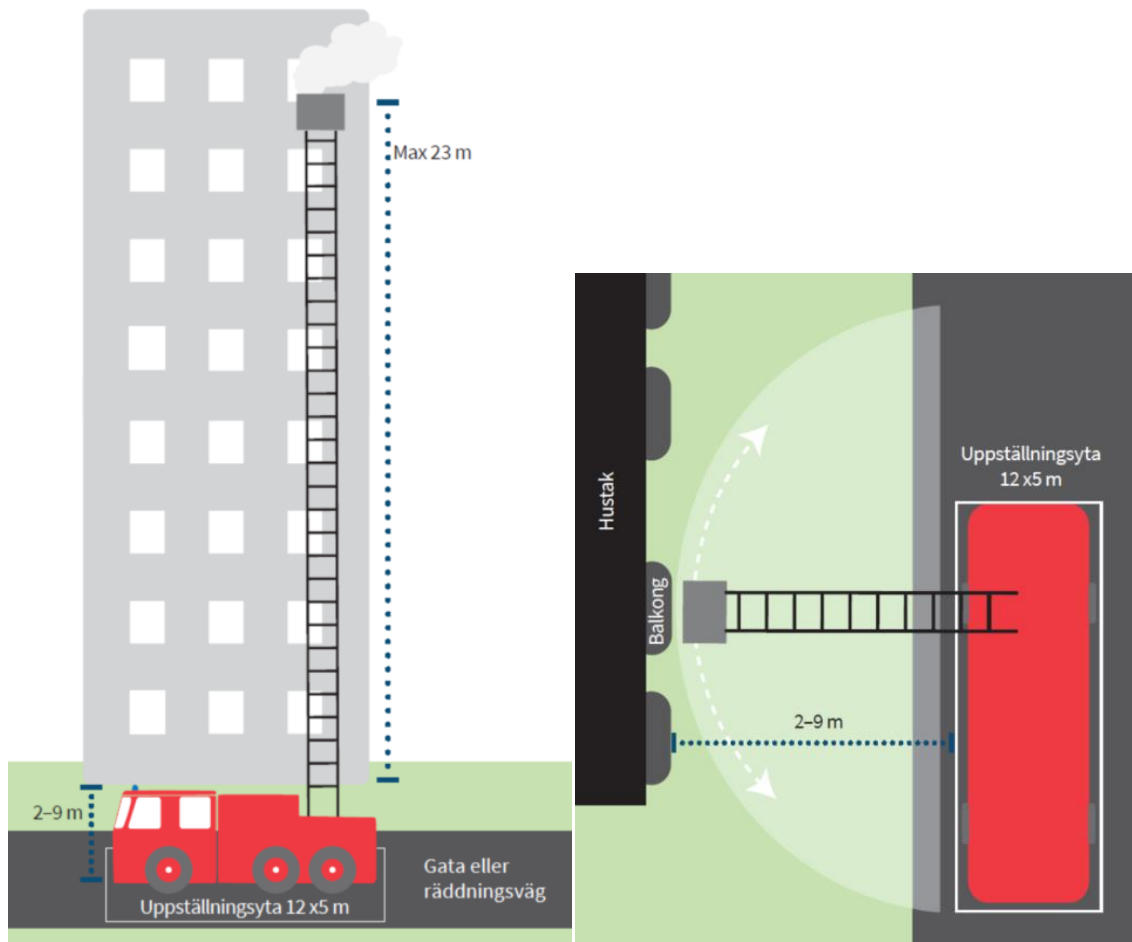 Max 23 m
2–9 m
Gata eller
räddningsväg
Uppställningsyta 12 x5 m
Uppställningsyta
12 x5 m
Hustak
Balkong
2–9 m